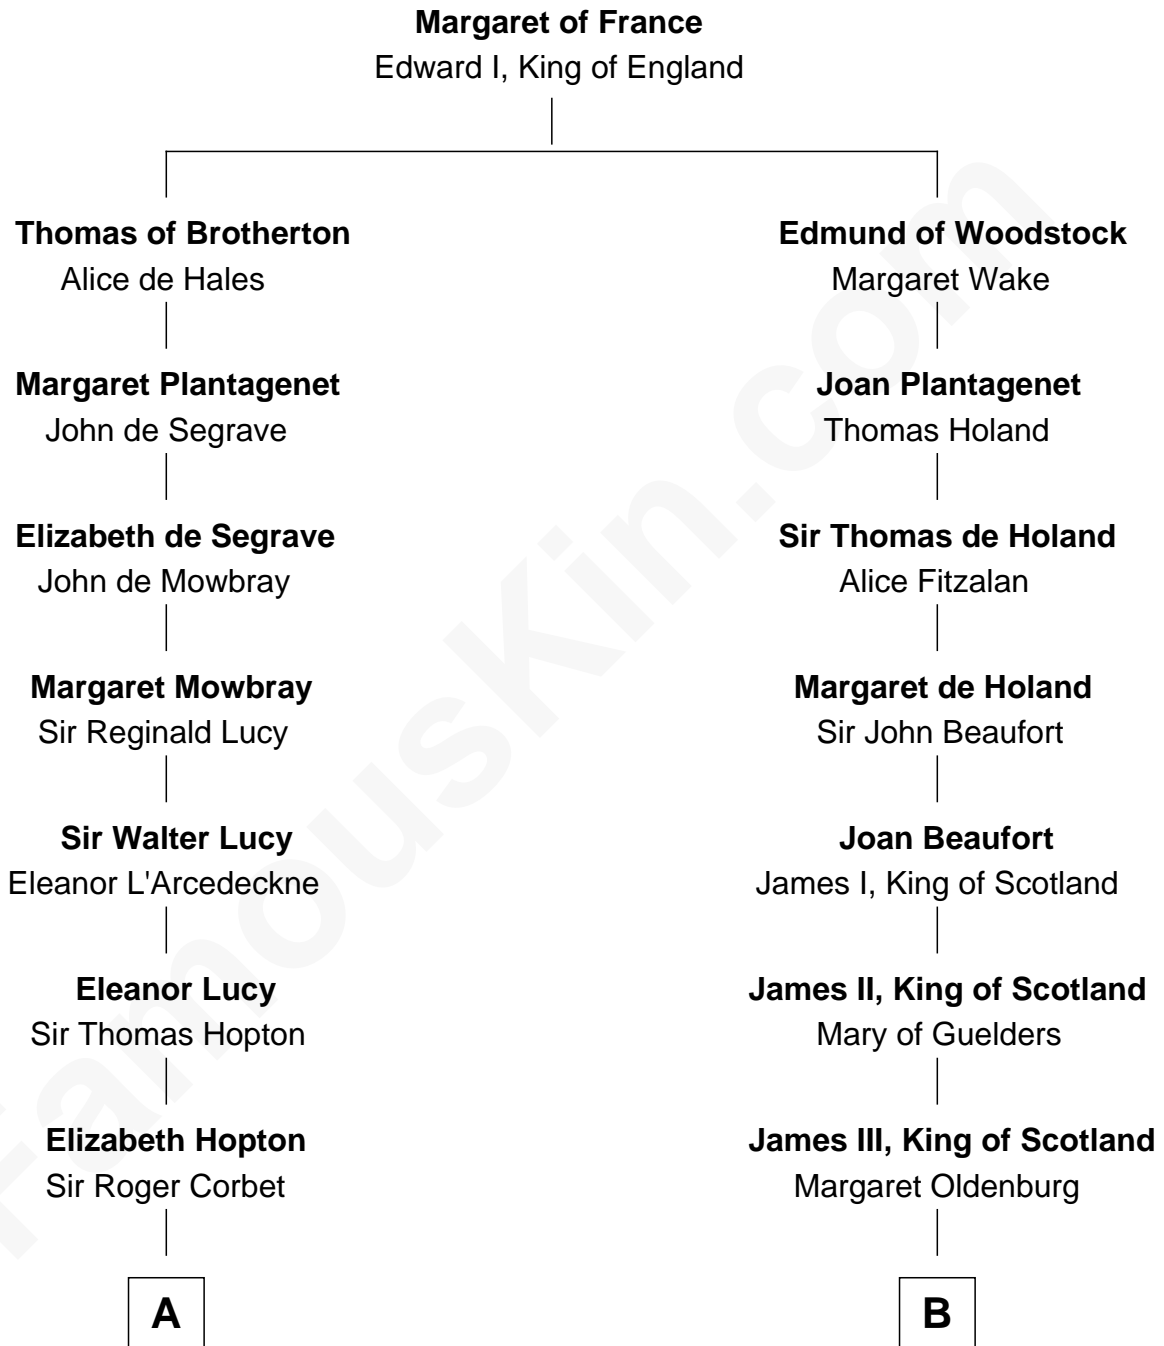 Margaret of France
Edward I, King of England
Thomas of Brotherton
Alice de Hales
Edmund of Woodstock
Margaret Wake
Margaret Plantagenet
John de Segrave
Joan Plantagenet
Thomas Holand
Elizabeth de Segrave
John de Mowbray
Sir Thomas de Holand
Alice Fitzalan
Margaret Mowbray
Sir Reginald Lucy
Margaret de Holand
Sir John Beaufort
Sir Walter Lucy
Eleanor L'Arcedeckne
Joan Beaufort
James I, King of Scotland
Eleanor Lucy
Sir Thomas Hopton
James II, King of Scotland
Mary of Guelders
Elizabeth Hopton
Sir Roger Corbet
James III, King of Scotland
Margaret Oldenburg
A
B
FamousKin.com